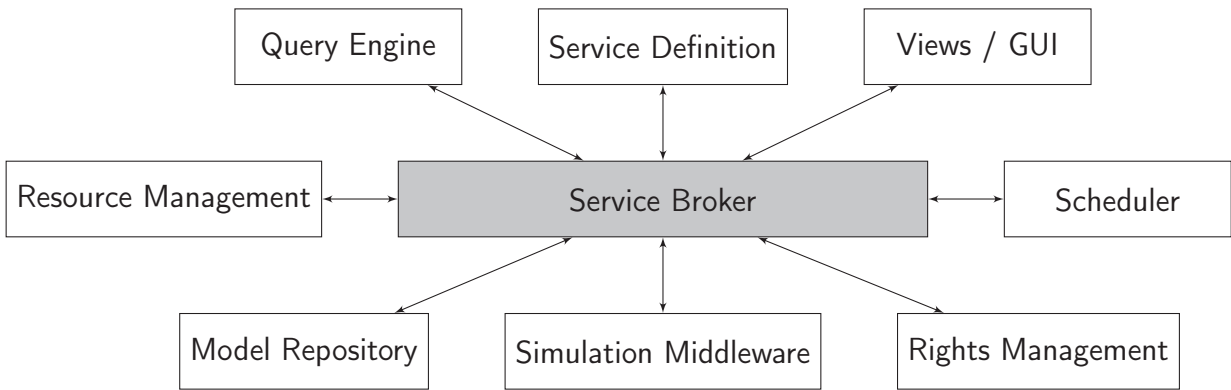 Query Engine
Service Definition
Views / GUI
Resource Management
Service Broker
Scheduler
Model Repository
Simulation Middleware
Rights Management